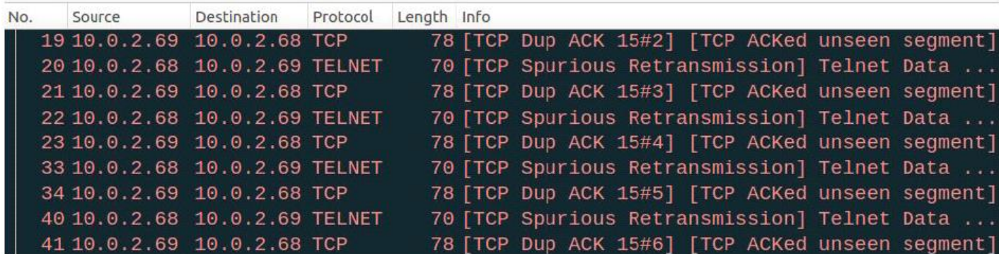 No. Source Destination Protocol Length Info
19 10.0.2.69 10.0.2.68 TCP 78 [TCP Dup ACK 15#2] [TCP ACKed unseen segment]
20 10.0.2.68 10.0.2.69 TELNET 70 [TCP Spurious Retransmission] Telnet Data ...
21 10.0.2.69 10.0.2.68 TCP 78 [TCP Dup ACK 15#3] [TCP ACKed unseen segment]
22 10.0.2.68 10.0.2.69 TELNET 70 [TCP Spurious Retransmission] Telnet Data ...
23 10.0.2.69 10.0.2.68 TCP 78 [TCP Dup ACK 15#4] [TCP ACKed unseen segment]
33 10.0.2.68 10.0.2.69 TELNET 70 [TCP Spurious Retransmission] Telnet Data ...
34 10.0.2.69 10.0.2.68 TCP 78 [TCP Dup ACK 15#5] [TCP ACKed unseen segment]
40 10.0.2.68 10.0.2.69 TELNET 70 [TCP Spurious Retransmission] Telnet Data ...
41 10.0.2.69 10.0.2.68 TCP 78 [TCP Dup ACK 15#6] [TCP ACKed unseen segment]